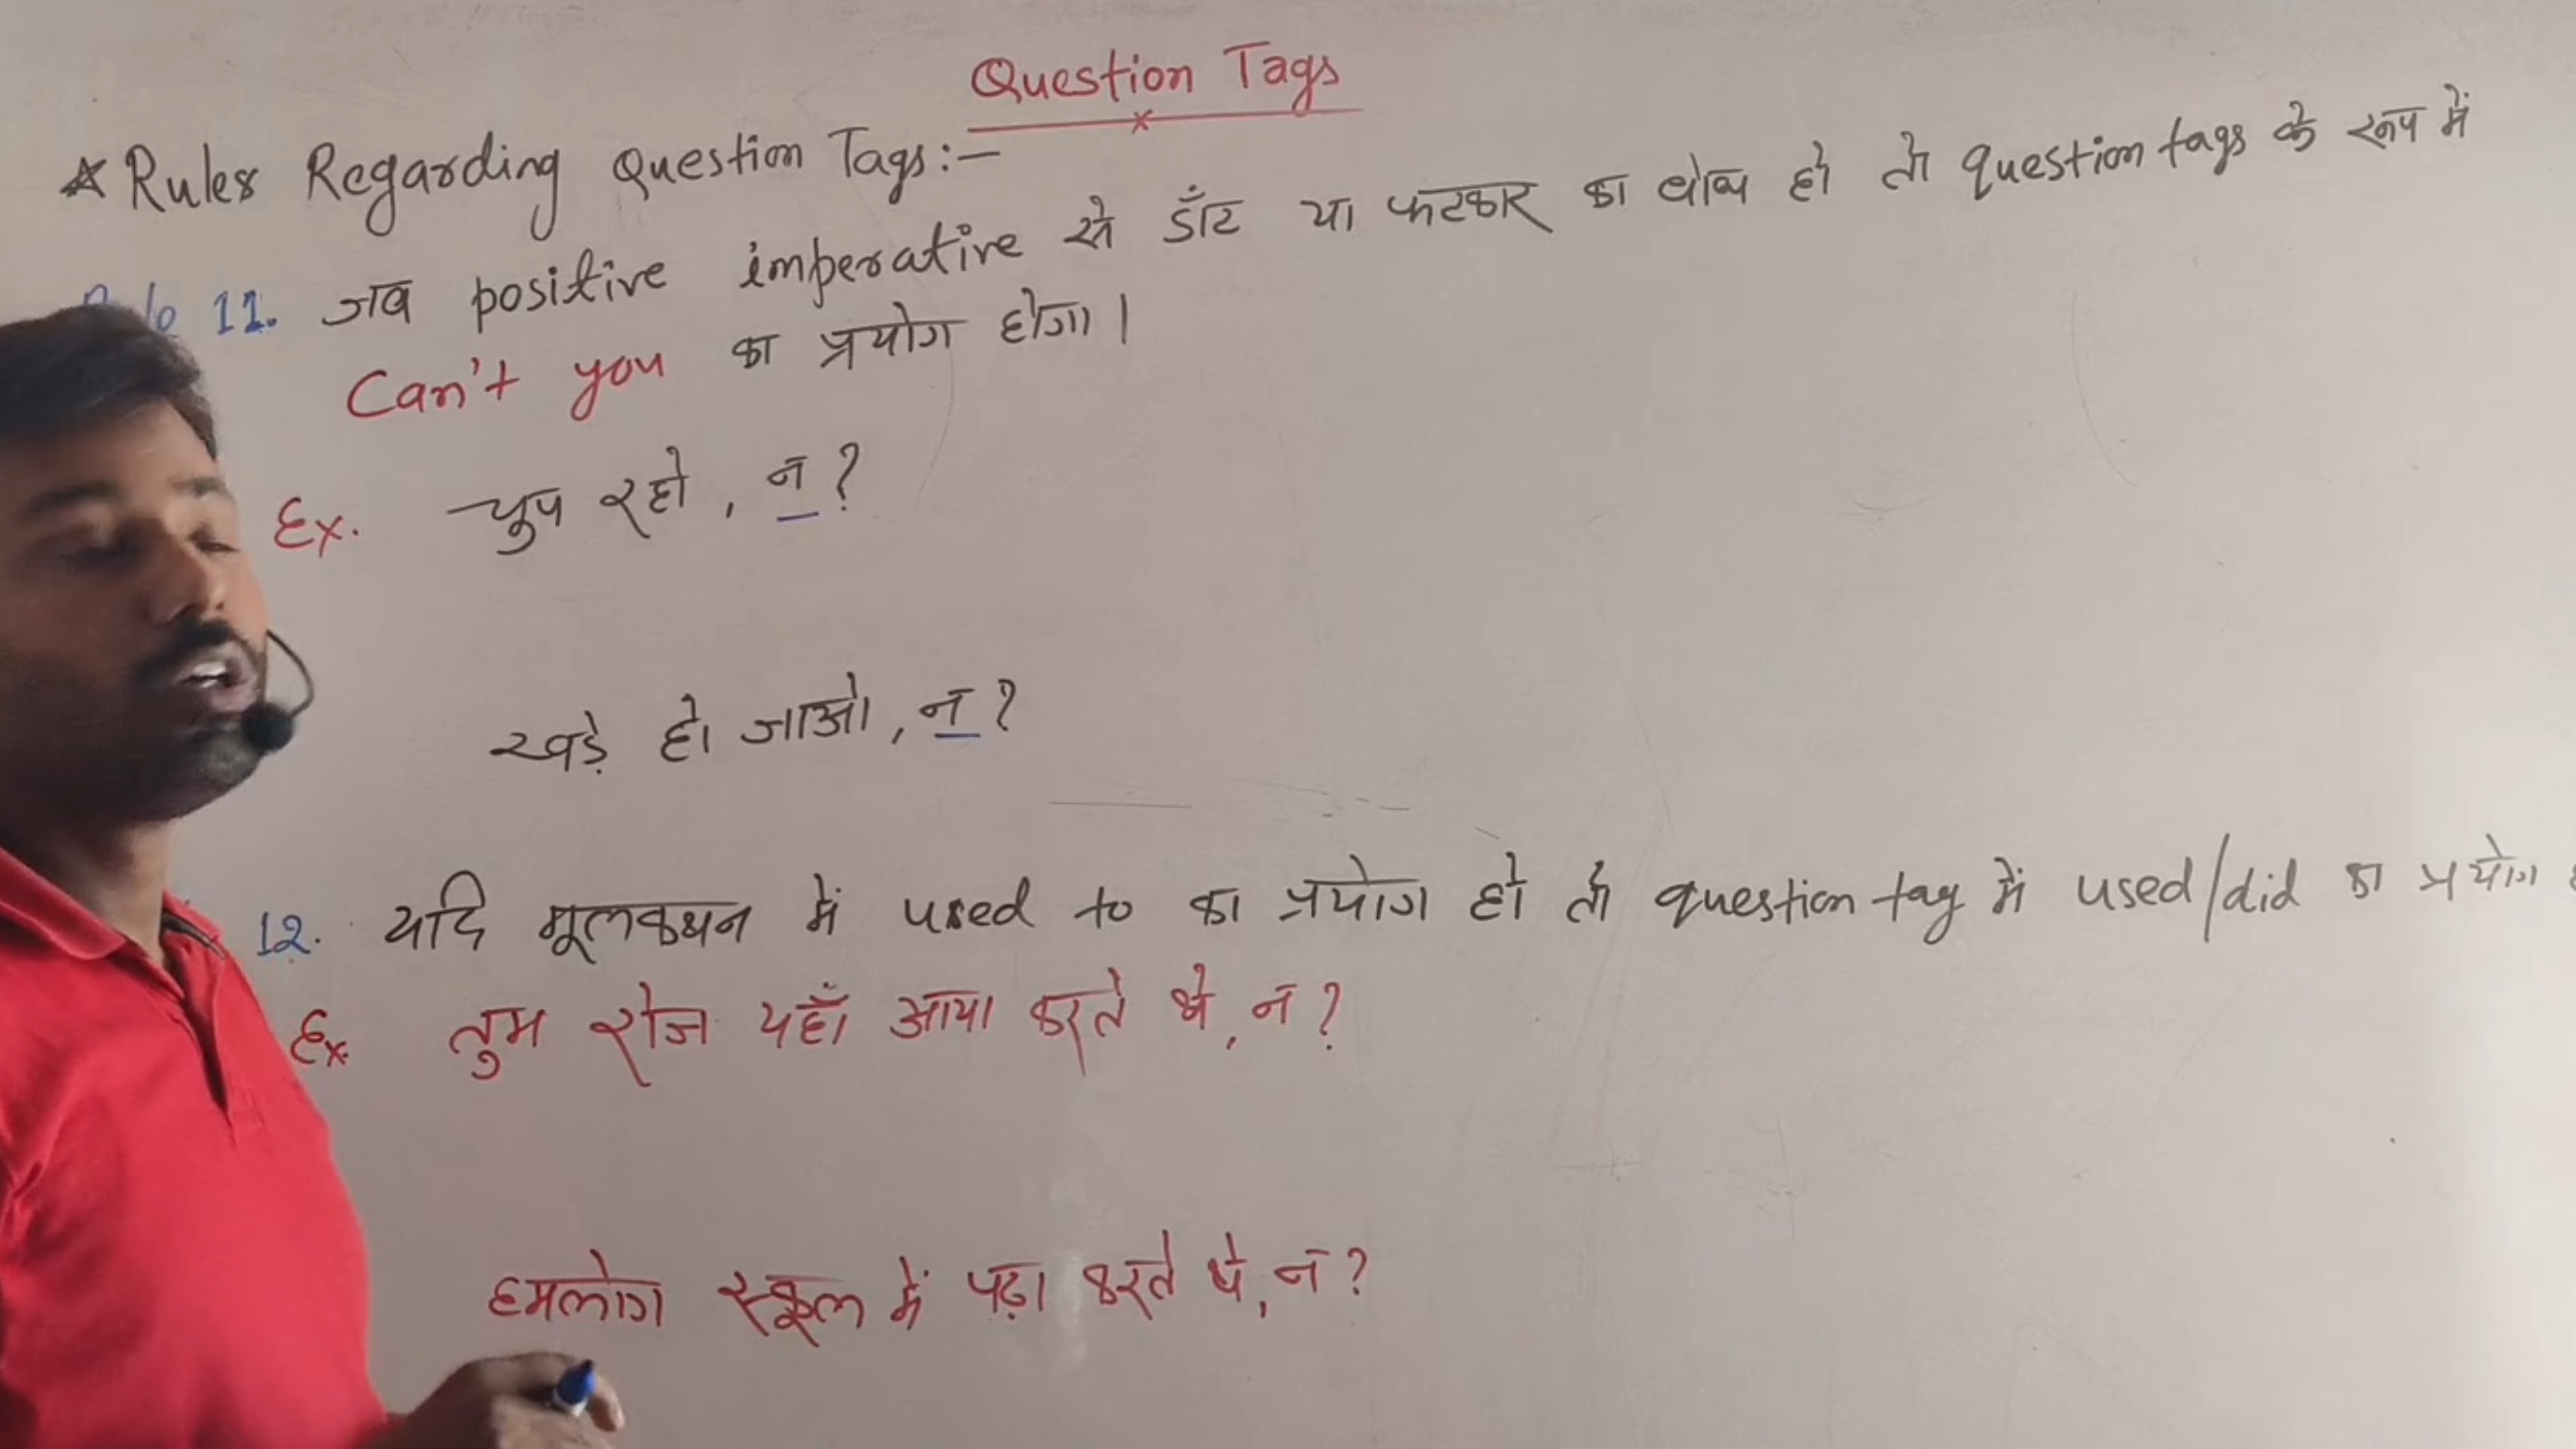 Question Tags
☆ Rules Regarding Question Tags:-
11. जब positive imperative से डाँट या फटकार का बोध हो तो question tags के रूप में
Can't you का प्रयोग होगा।
Ex. चुप रहो, न?
खड़े हो जाओ, न?
12. यदि मूलकथन में used to का प्रयोग हो तो question tag में used/did का प्रयोग
Ex. तुम रोज यहाँ आया करते थे, न?
हमलोग स्कूल में पढ़ा करते थे, न?